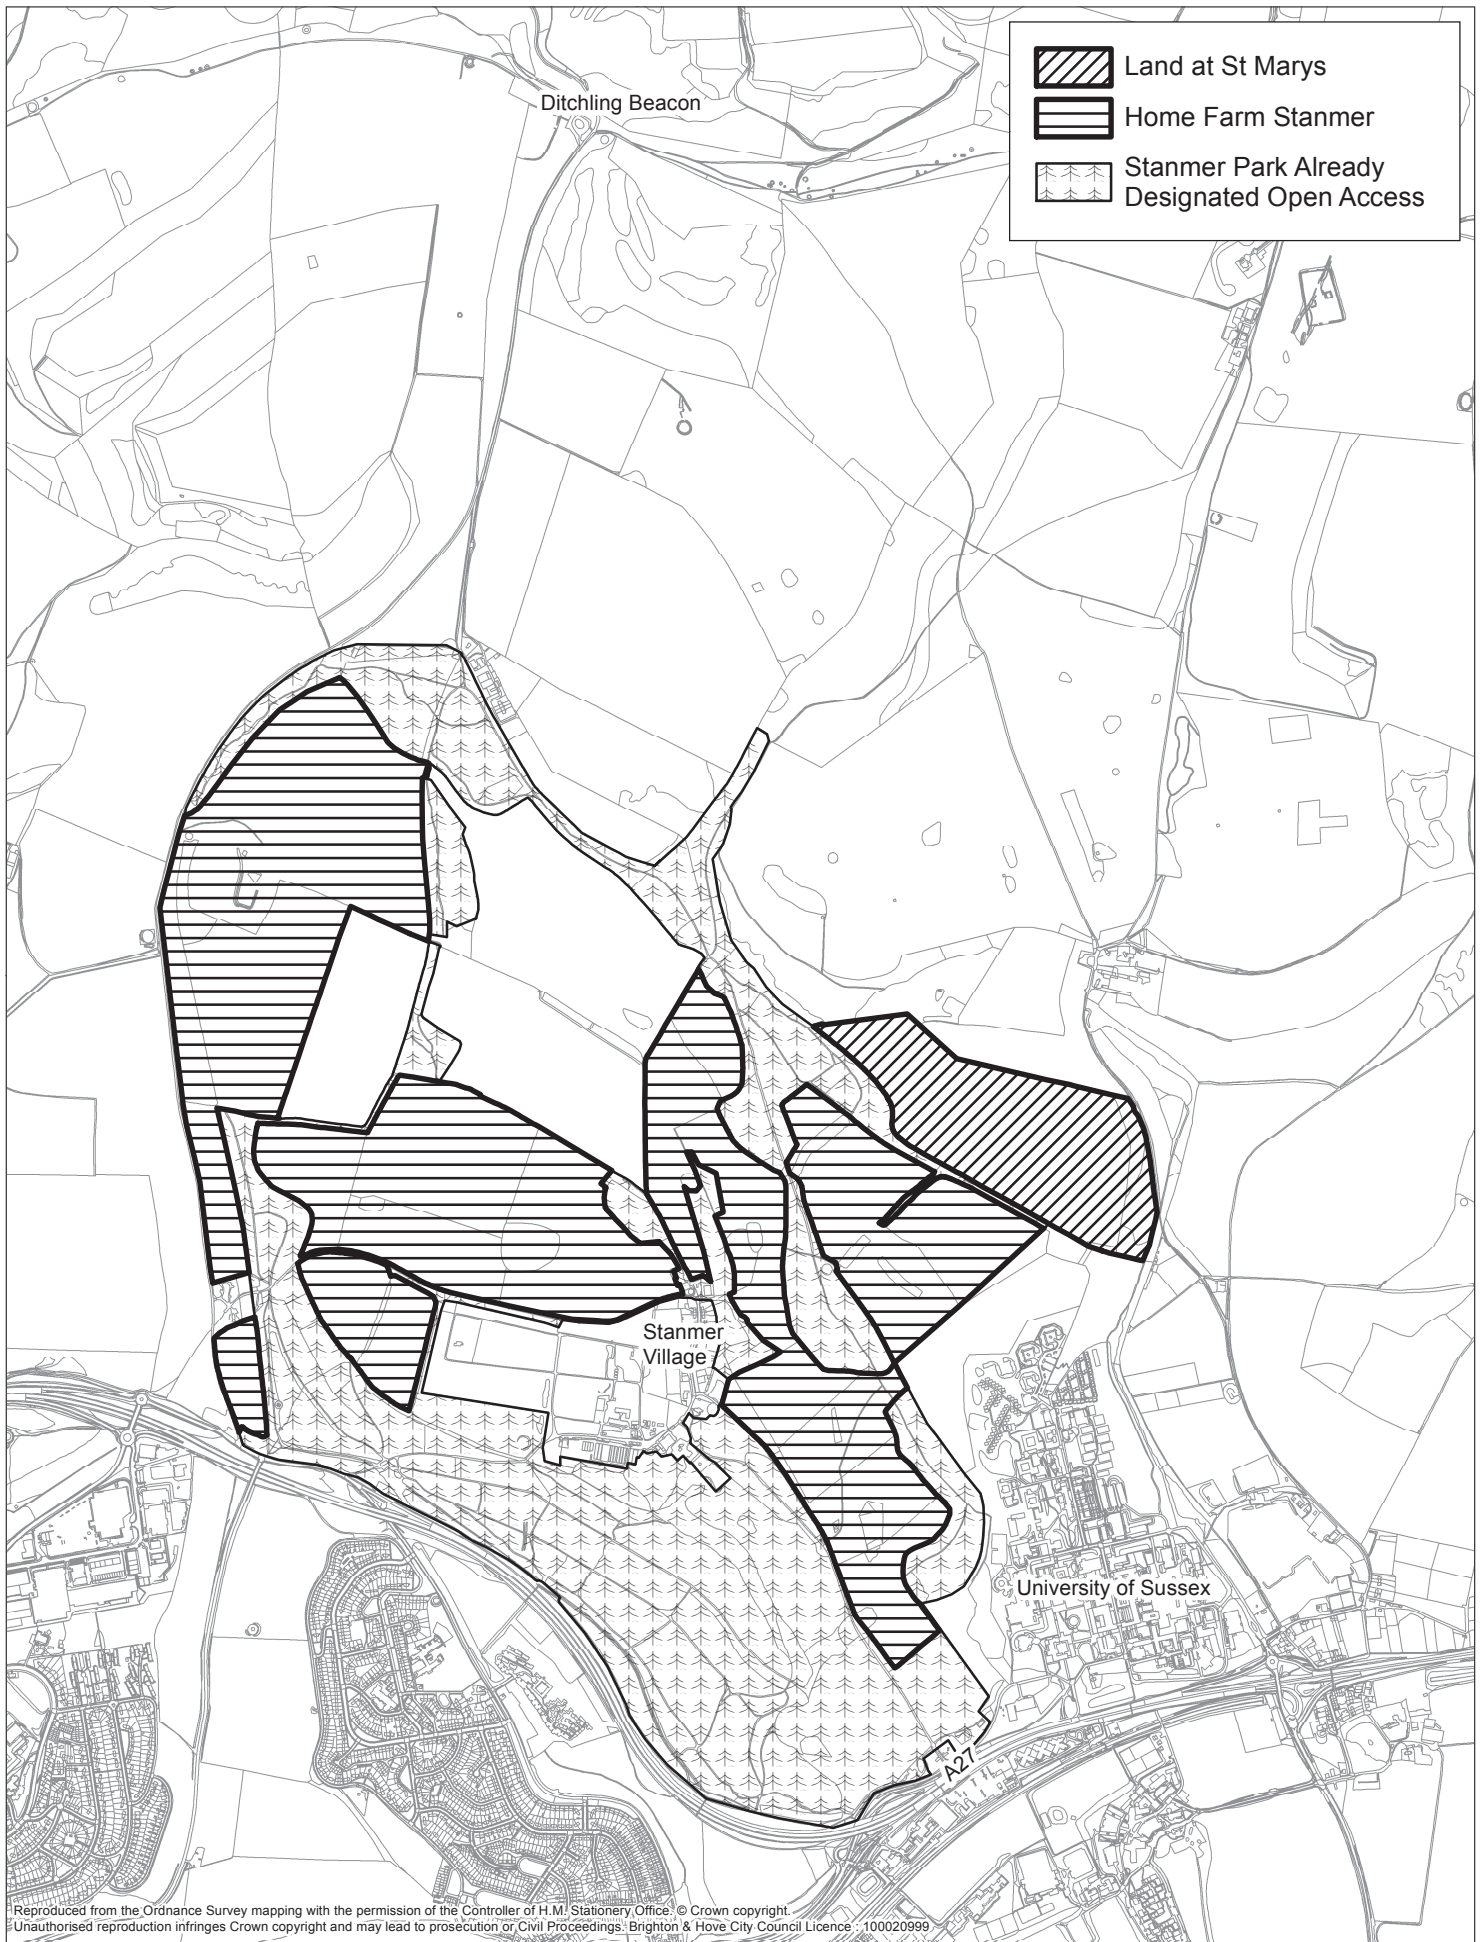 Land at St Marys
Home Farm Stanmer
Stanmer Park Already
Designated Open Access
Ditchling Beacon
Stanmer
Village
University of Sussex
A27
Reproduced from the Ordnance Survey mapping with the permission of the Controller of H.M. Stationery Office. © Crown copyright.
Unauthorised reproduction infringes Crown copyright and may lead to prosecution or Civil Proceedings. Brighton & Hove City Council Licence : 100020999